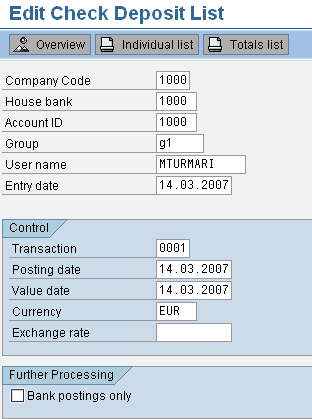 Edit Check Deposit List
Overview Individual list Totals list
Company Code 1000
House bank 1000
Account ID 1000
Group g1
User name MTURMARI
Entry date 14.03.2007
Control
Transaction 0001
Posting date 14.03.2007
Value date 14.03.2007
Currency EUR
Exchange rate
Further Processing
Bank postings only